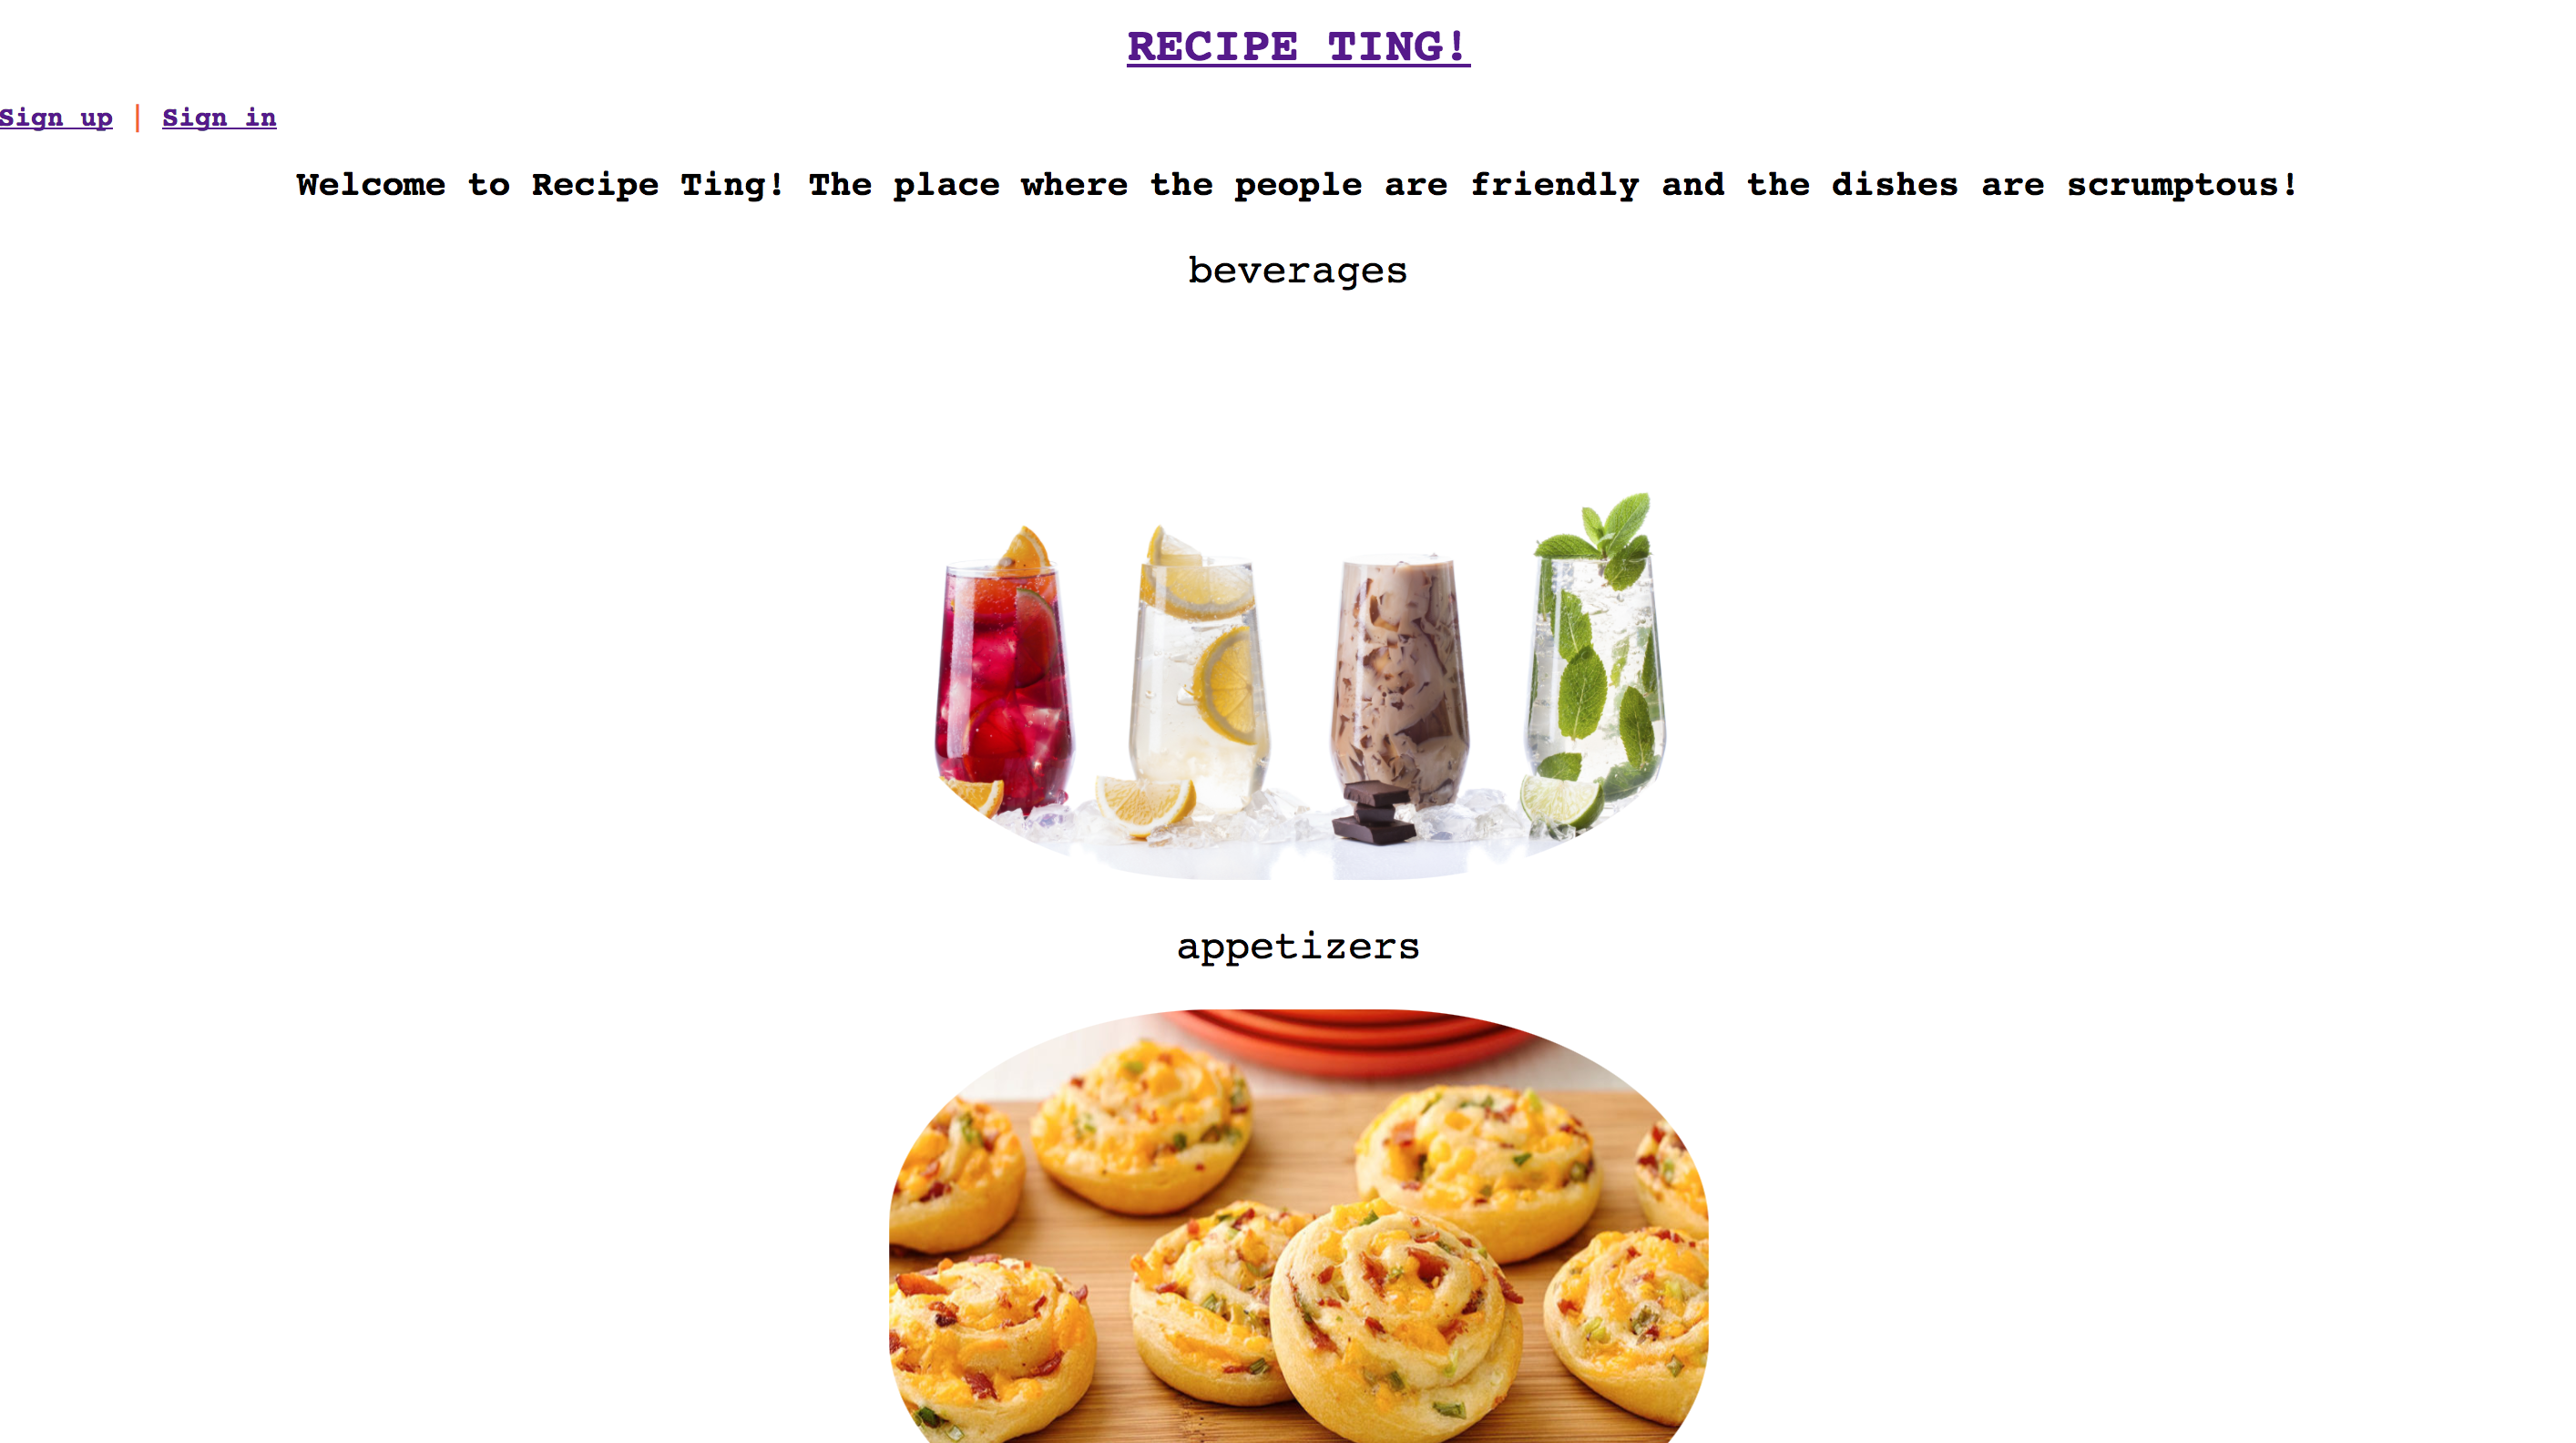 RECIPE TING!
Sign up | Sign in
Welcome to Recipe Ting! The place where the people are friendly and the dishes are scrumptous!
beverages
appetizers